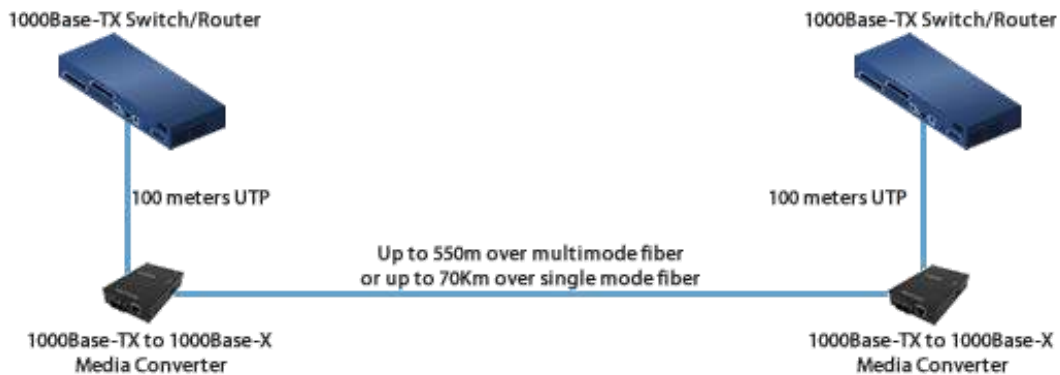 1000Base-TX Switch/Router
1000Base-TX Switch/Router
100 meters UTP
100 meters UTP
Up to 550m over multimode fiber
or up to 70Km over single mode fiber
1000Base-TX to 1000Base-X
Media Converter
1000Base-TX to 1000Base-X
Media Converter